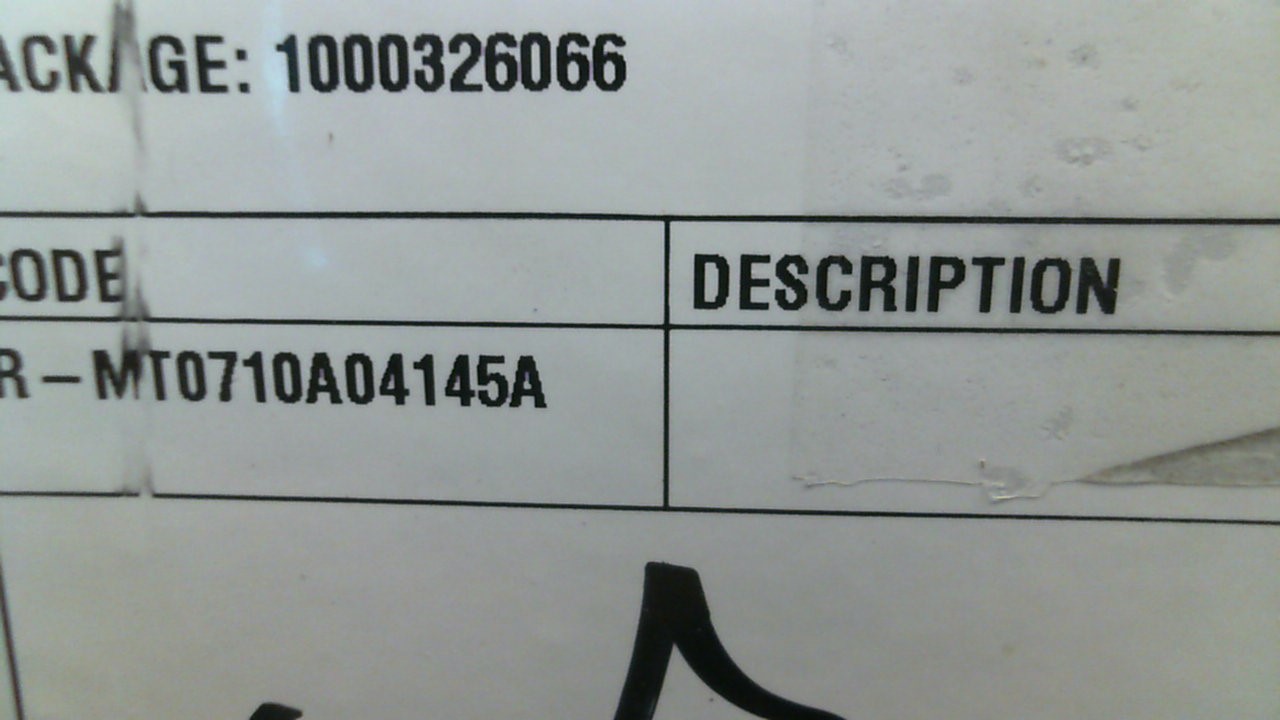 ACKAGE: 1000326066
CODE DESCRIPTION
R-MT0710A04145A